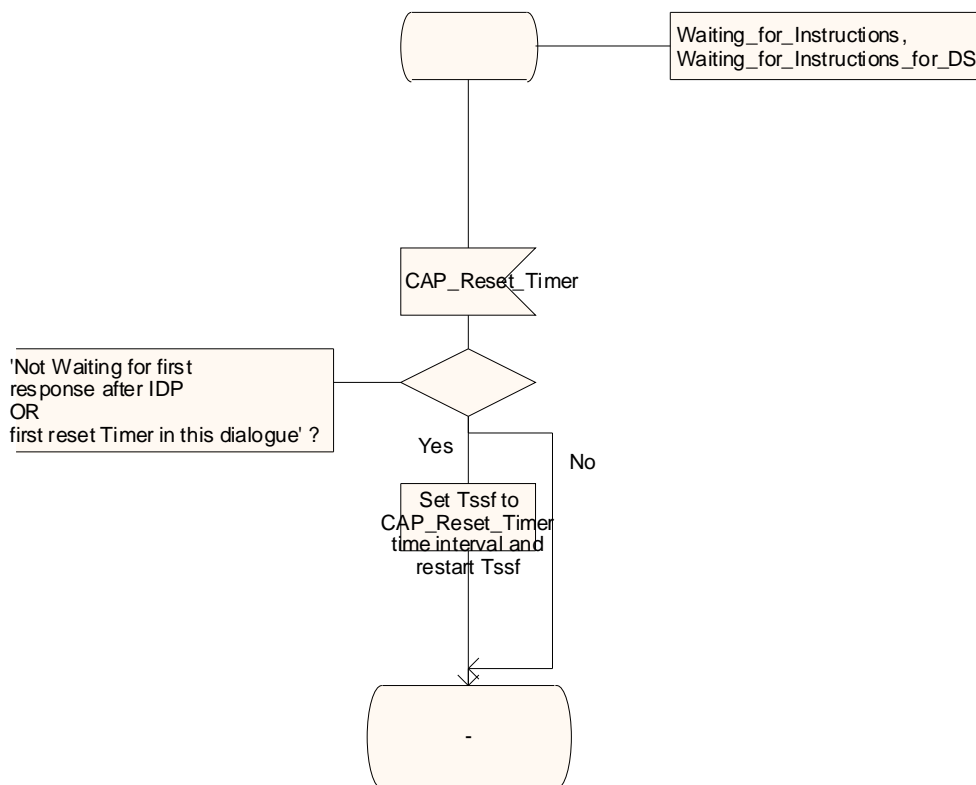 Waiting_for_Instructions,
Waiting_for_Instructions_for_DS
CAP_Reset_Timer
'Not Waiting for first
response after IDP
OR
first reset Timer in this dialogue' ?
Yes
No
Set Tssf to
CAP_Reset_Timer
time interval and
restart Tssf
-